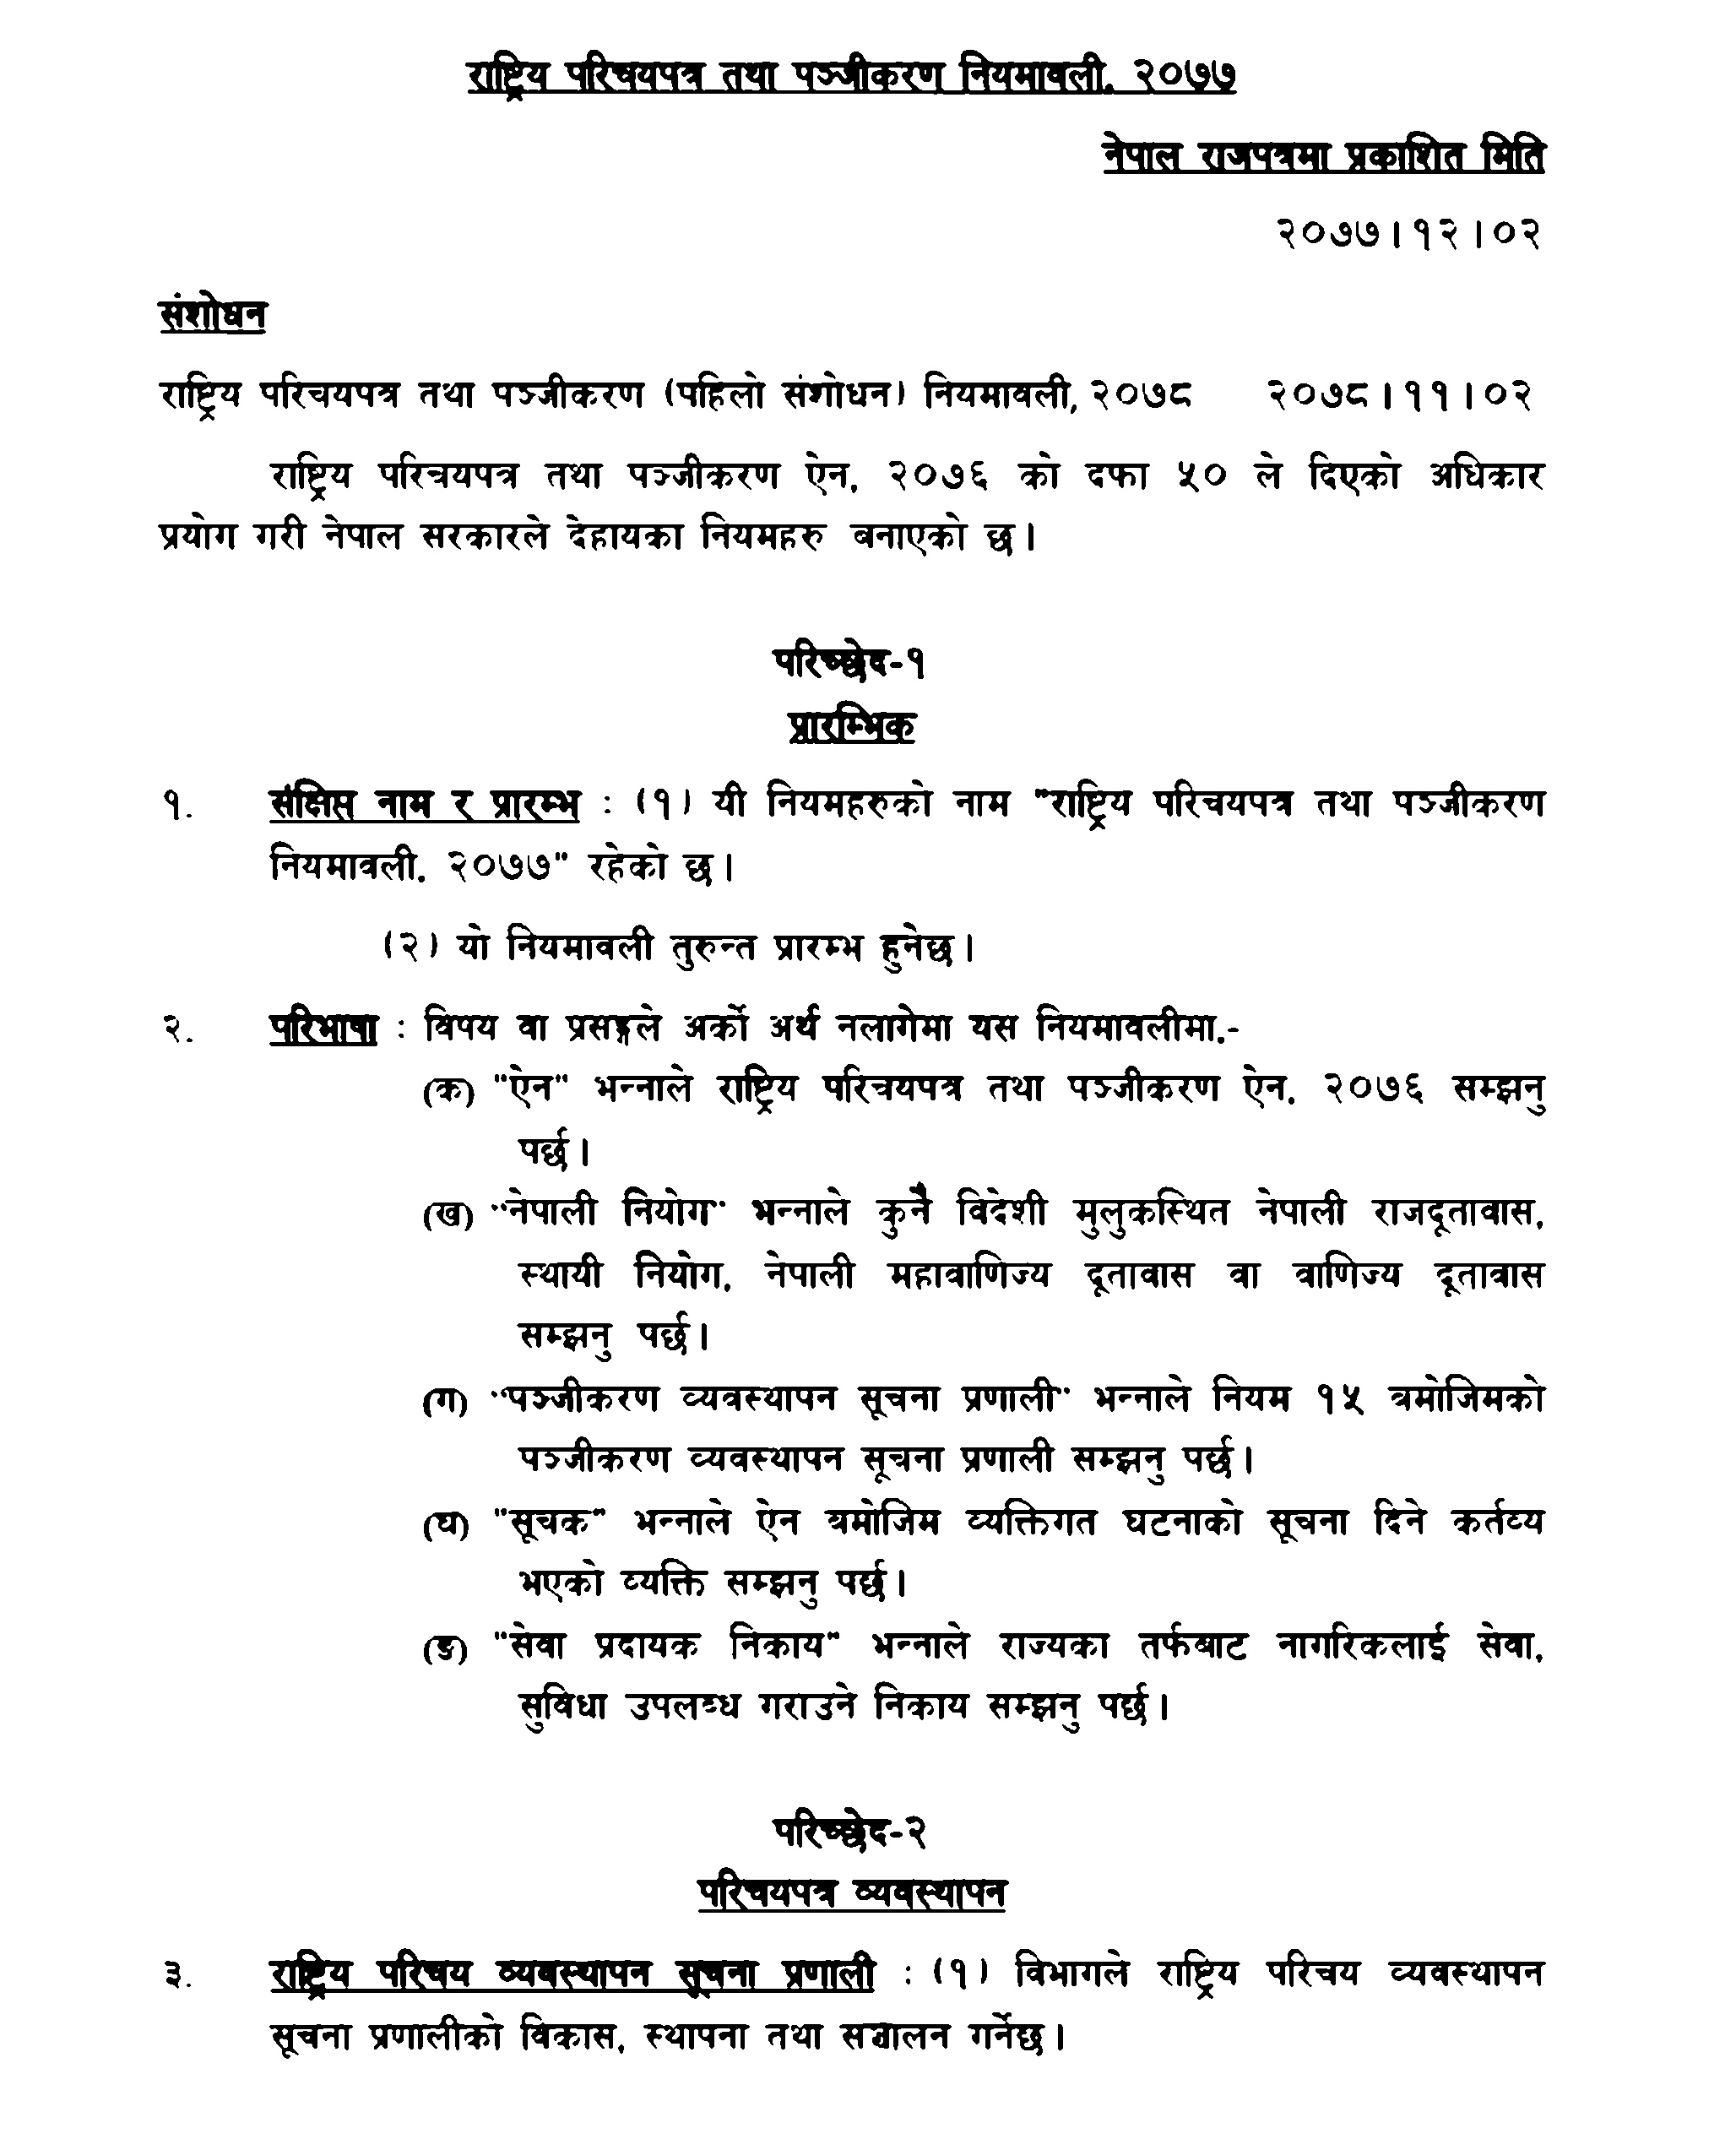 राष्ट्रिय परिचयपत्र तथा पञ्जीकरण नियमावली, २०७७
नेपाल राजपत्रमा प्रकाशित मिति
२०७७।१२।०२
संशोधन
राष्ट्रिय परिचयपत्र तथा पञ्जीकरण (पहिलो संशोधन) नियमावली, २०७८ २०७८।११।०२
राष्ट्रिय परिचयपत्र तथा पञ्जीकरण ऐन, २०७६ को दफा ५० ले दिएको अधिकार
प्रयोग गरी नेपाल सरकारले देहायका नियमहरु बनाएको छ।
परिच्छेद-१
प्रारम्भिक
१. संक्षिप्त नाम र प्रारम्भ : (१) यी नियमहरुको नाम "राष्ट्रिय परिचयपत्र तथा पञ्जीकरण
नियमावली, २०७७" रहेको छ।
(२) यो नियमावली तुरुन्त प्रारम्भ हुनेछ।
२. परिभाषा : विषय वा प्रसङ्गले अर्को अर्थ नलागेमा यस नियमावलीमा,-
(क) "ऐन" भन्नाले राष्ट्रिय परिचयपत्र तथा पञ्जीकरण ऐन, २०७६ सम्झनु
पर्छ।
(ख) "नेपाली नियोग" भन्नाले कुनै विदेशी मुलुकस्थित नेपाली राजदूतावास,
स्थायी नियोग, नेपाली महावाणिज्य दूतावास वा वाणिज्य दूतावास
सम्झनु पर्छ।
(ग) "पञ्जीकरण व्यवस्थापन सूचना प्रणाली" भन्नाले नियम १५ बमोजिमको
पञ्जीकरण व्यवस्थापन सूचना प्रणाली सम्झनु पर्छ।
(घ) "सूचक" भन्नाले ऐन बमोजिम व्यक्तिगत घटनाको सूचना दिने कर्तव्य
भएको व्यक्ति सम्झनु पर्छ।
(ङ) "सेवा प्रदायक निकाय" भन्नाले राज्यका तर्फबाट नागरिकलाई सेवा,
सुविधा उपलब्ध गराउने निकाय सम्झनु पर्छ।
परिच्छेद-२
परिचयपत्र व्यवस्थापन
३. राष्ट्रिय परिचय व्यवस्थापन सूचना प्रणाली : (१) विभागले राष्ट्रिय परिचय व्यवस्थापन
सूचना प्रणालीको विकास, स्थापना तथा सञ्चालन गर्नेछ।